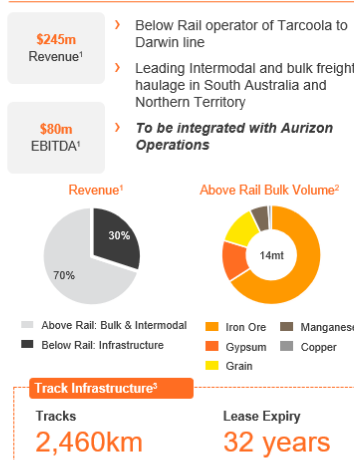 $245m
Revenue¹
› Below Rail operator of Tarcoola to
Darwin line
› Leading Intermodal and bulk freight
haulage in South Australia and
Northern Territory
$80m
EBITDA¹
› To be integrated with Aurizon
Operations
Revenue¹
30%
70%
Above Rail: Bulk & Intermodal
Below Rail: Infrastructure
Above Rail Bulk Volume²
14mt
Iron Ore
Manganese
Gypsum
Copper
Grain
Track Infrastructure³
Tracks
2,460km
Lease Expiry
32 years